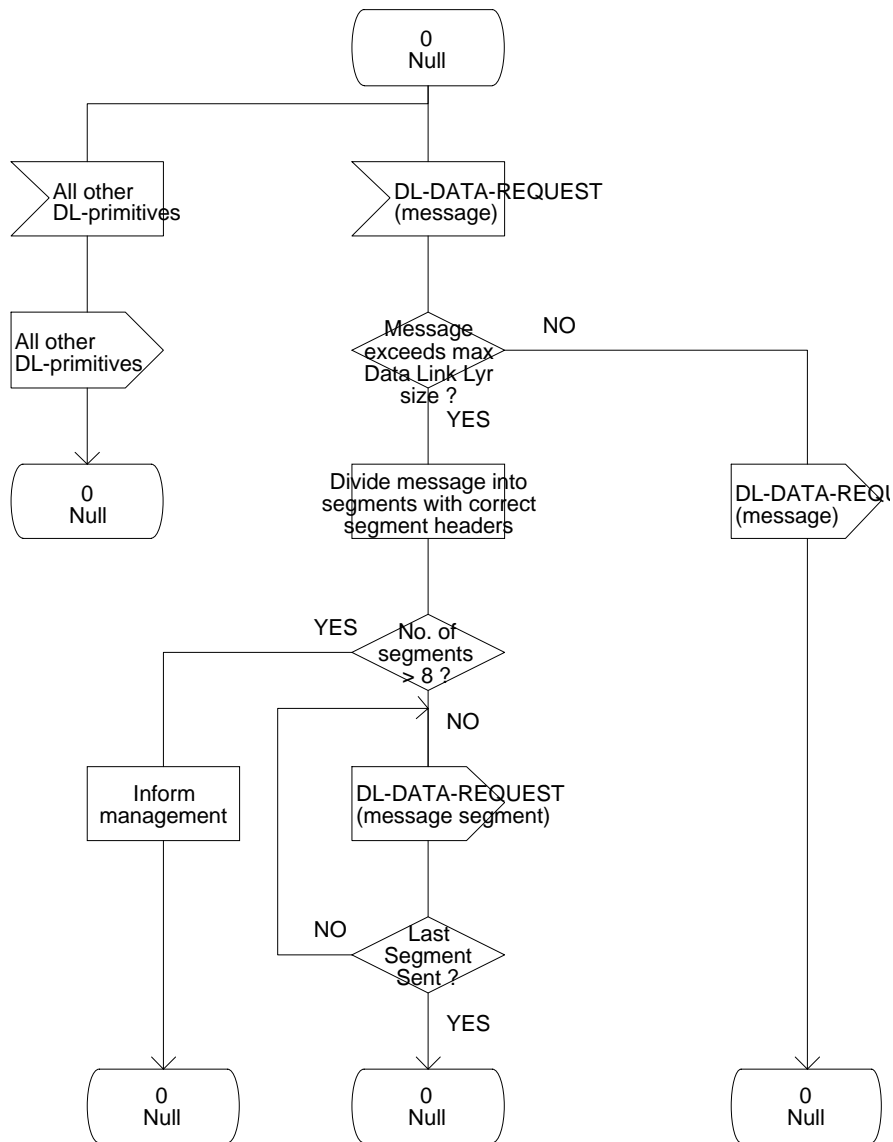 0
Null
All other
DL-primitives
DL-DATA-REQUEST
(message)
All other
DL-primitives
Message
exceeds max
Data Link Lyr
size ?
NO
YES
0
Null
Divide message into
segments with correct
segment headers
DL-DATA-REQU
(message)
YES
No. of
segments
> 8 ?
NO
Inform
management
DL-DATA-REQUEST
(message segment)
NO
Last
Segment
Sent ?
YES
0
Null
0
Null
0
Null